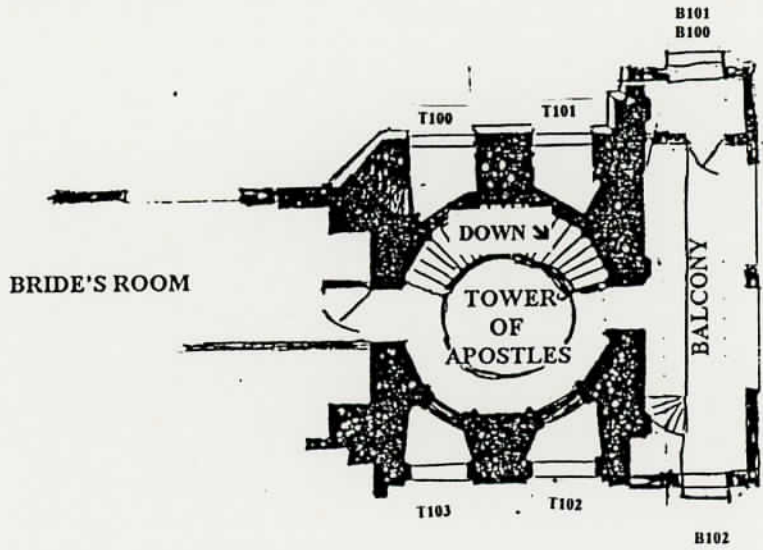 B101
B100
T100
T101
DOWN ↘
BRIDE'S ROOM
TOWER
OF
APOSTLES
BALCONY
T103
T102
B102